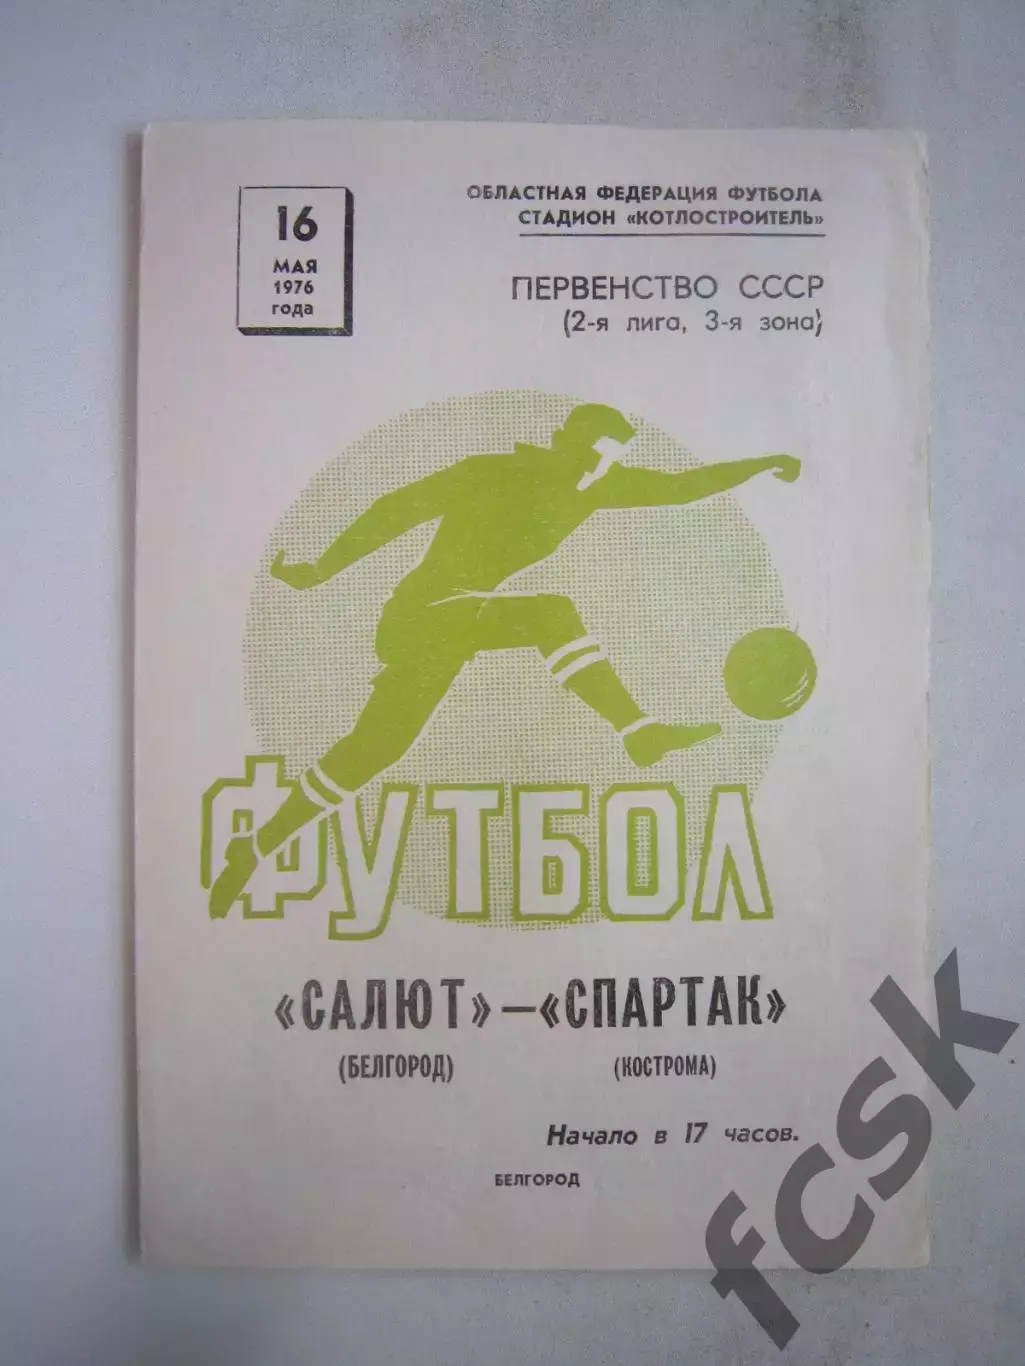 16
МАЯ
1976
года
ОБЛАСТНАЯ ФЕДЕРАЦИЯ ФУТБОЛА
СТАДИОН «КОТЛОСТРОИТЕЛЬ»
ПЕРВЕНСТВО СССР
(2-я лига, 3-я зона)
ФУТБОЛ
«САЛЮТ» — «СПАРТАК»
(БЕЛГОРОД) (КОСТРОМА)
Начало в 17 часов.
БЕЛГОРОД
fcsk